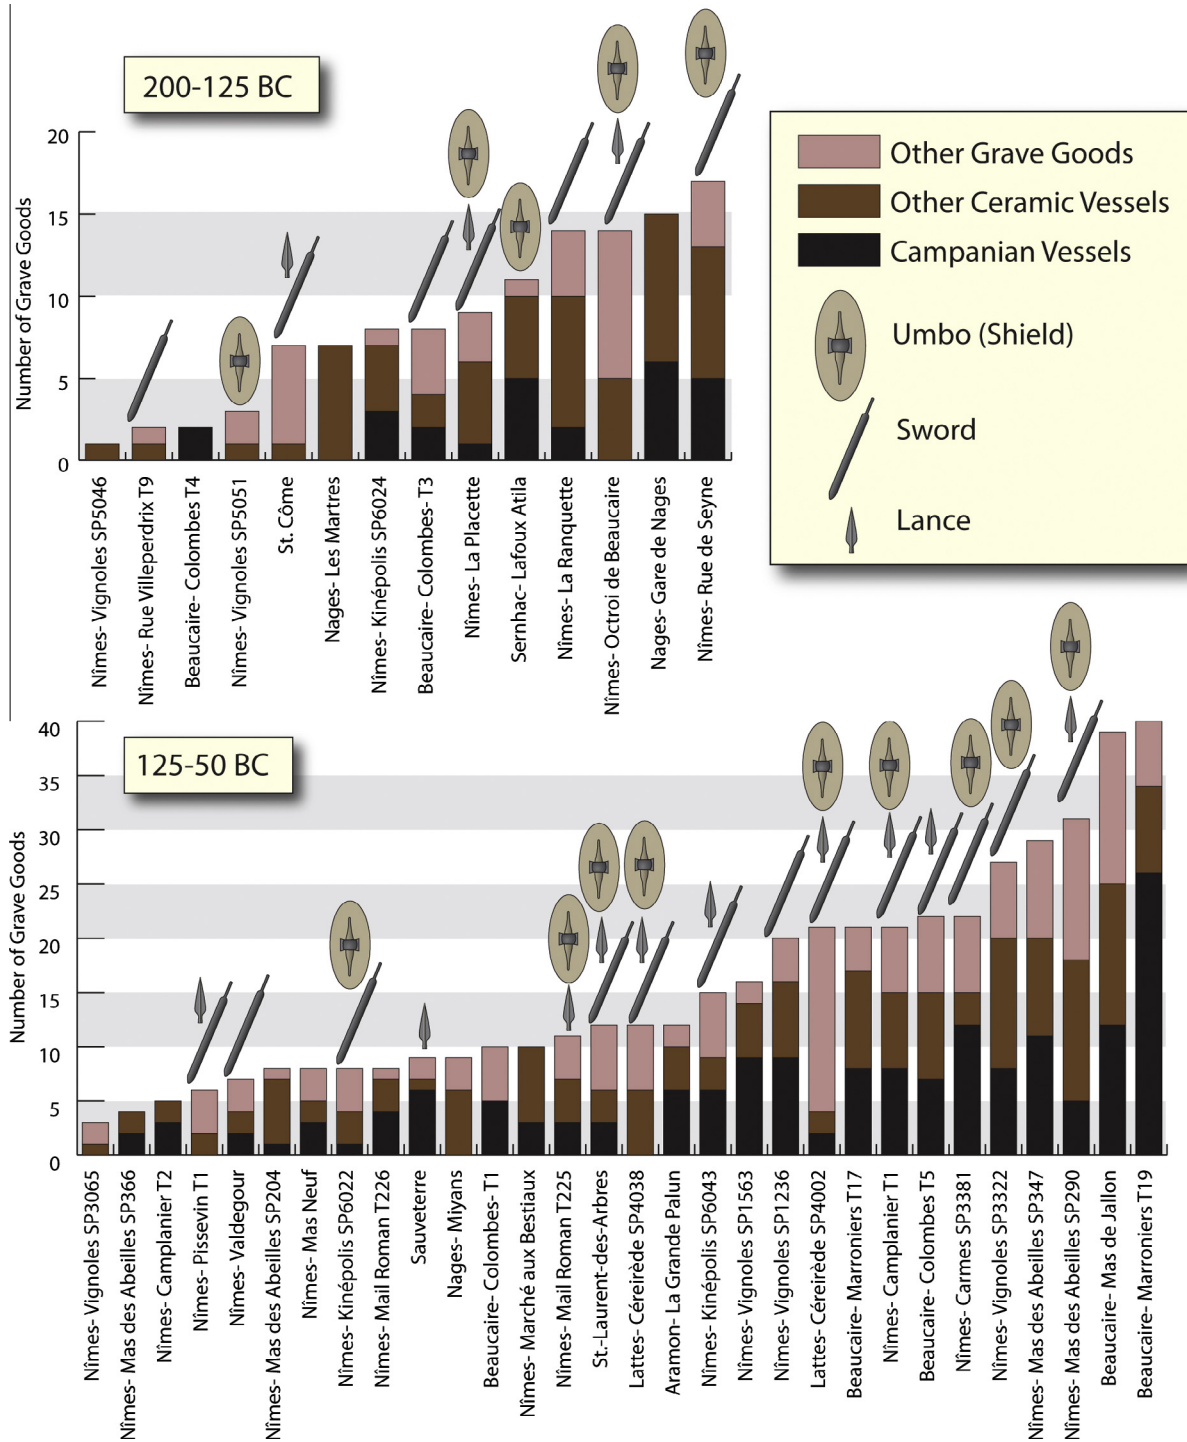 200-125 BC
Number of Grave Goods
20
15
10
5
0
Nîmes- Vignoles SP5046
Nîmes- Rue Villeperdrix T9
Beaucaire- Colombes T4
Nîmes- Vignoles SP5051
St. Côme
Nages- Les Martres
Nîmes- Kinépolis SP6024
Beaucaire- Colombes- T3
Nîmes- La Placette
Sernhac- Lafoux Atila
Nîmes- La Ranquette
Nîmes- Octroi de Beaucaire
Nages- Gare de Nages
Nîmes- Rue de Seyne
Other Grave Goods
Other Ceramic Vessels
Campanian Vessels
Umbo (Shield)
Sword
Lance
125-50 BC
Number of Grave Goods
40
35
30
25
20
15
10
5
0
Nîmes- Vignoles SP3065
Nîmes- Mas des Abeilles SP366
Nîmes- Camplanier T2
Nîmes- Pissevin T1
Nîmes- Valdegour
Nîmes- Mas des Abeilles SP204
Nîmes- Mas Neuf
Nîmes- Kinépolis SP6022
Nîmes- Mail Roman T226
Sauveterre
Nages- Miyans
Beaucaire- Colombes- T1
Nîmes- Marché aux Bestiaux
Nîmes- Mail Roman T225
St.-Laurent-des-Arbres
Lattes- Céreirède SP4038
Aramon- La Grande Palun
Nîmes- Kinépolis SP6043
Nîmes- Vignoles SP1563
Nîmes- Vignoles SP1236
Lattes- Céreirède SP4002
Beaucaire- Marroniers T17
Nîmes- Camplanier T1
Beaucaire- Colombes T5
Nîmes- Carmes SP3381
Nîmes- Vignoles SP3322
Nîmes- Mas des Abeilles SP347
Nîmes- Mas des Abeilles SP290
Beaucaire- Mas de Jallon
Beaucaire- Marroniers T19